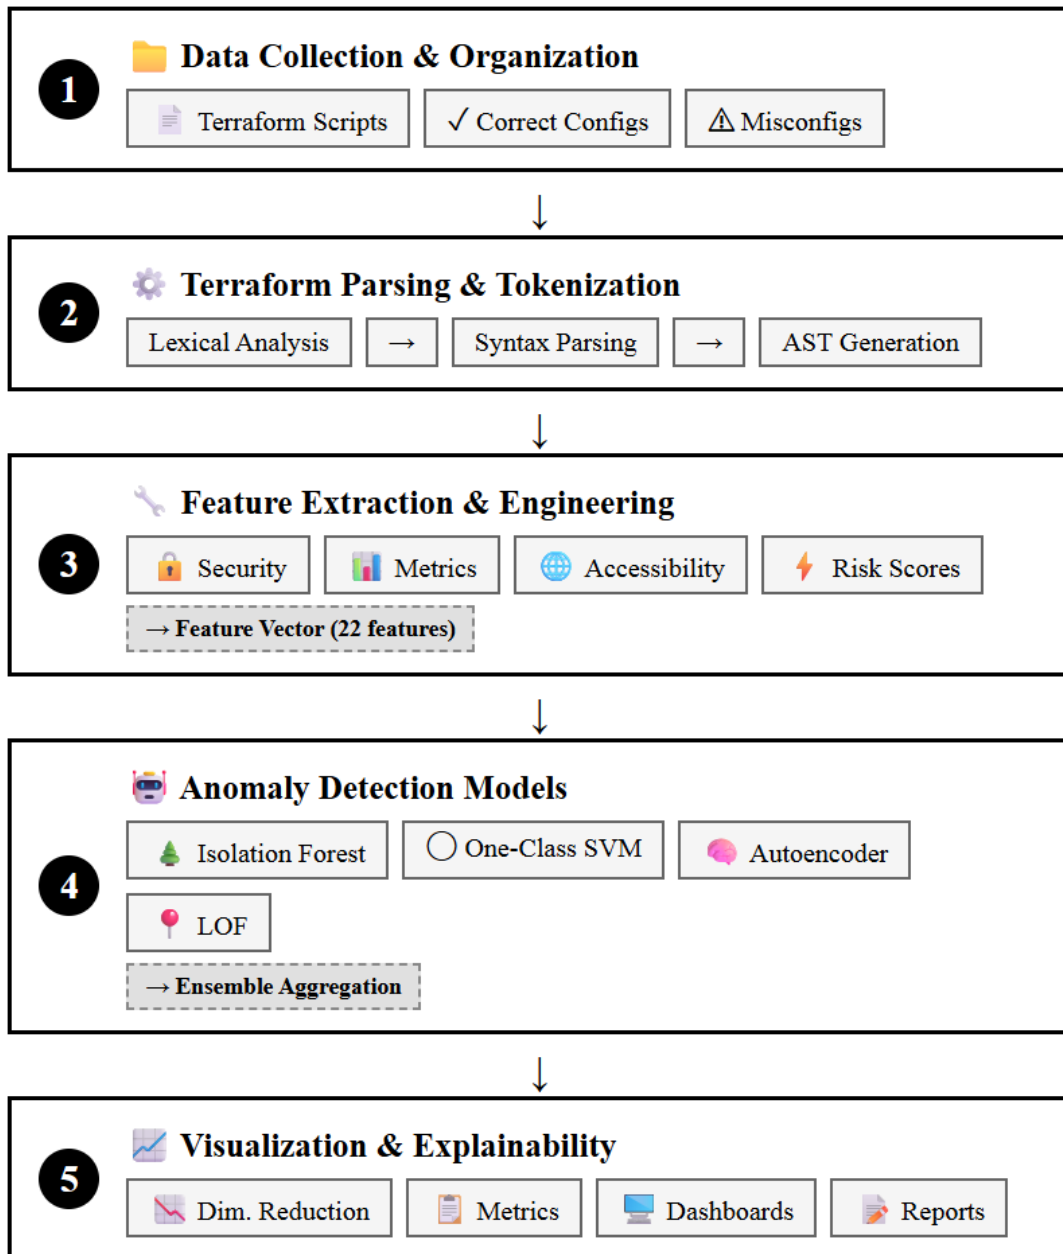 1
Data Collection & Organization
Terraform Scripts
✓ Correct Configs
⚠ Misconfigs
↓
2
Terraform Parsing & Tokenization
Lexical Analysis
→
Syntax Parsing
→
AST Generation
↓
3
Feature Extraction & Engineering
Security
Metrics
Accessibility
Risk Scores
→ Feature Vector (22 features)
↓
4
Anomaly Detection Models
Isolation Forest
One-Class SVM
Autoencoder
LOF
→ Ensemble Aggregation
↓
5
Visualization & Explainability
Dim. Reduction
Metrics
Dashboards
Reports